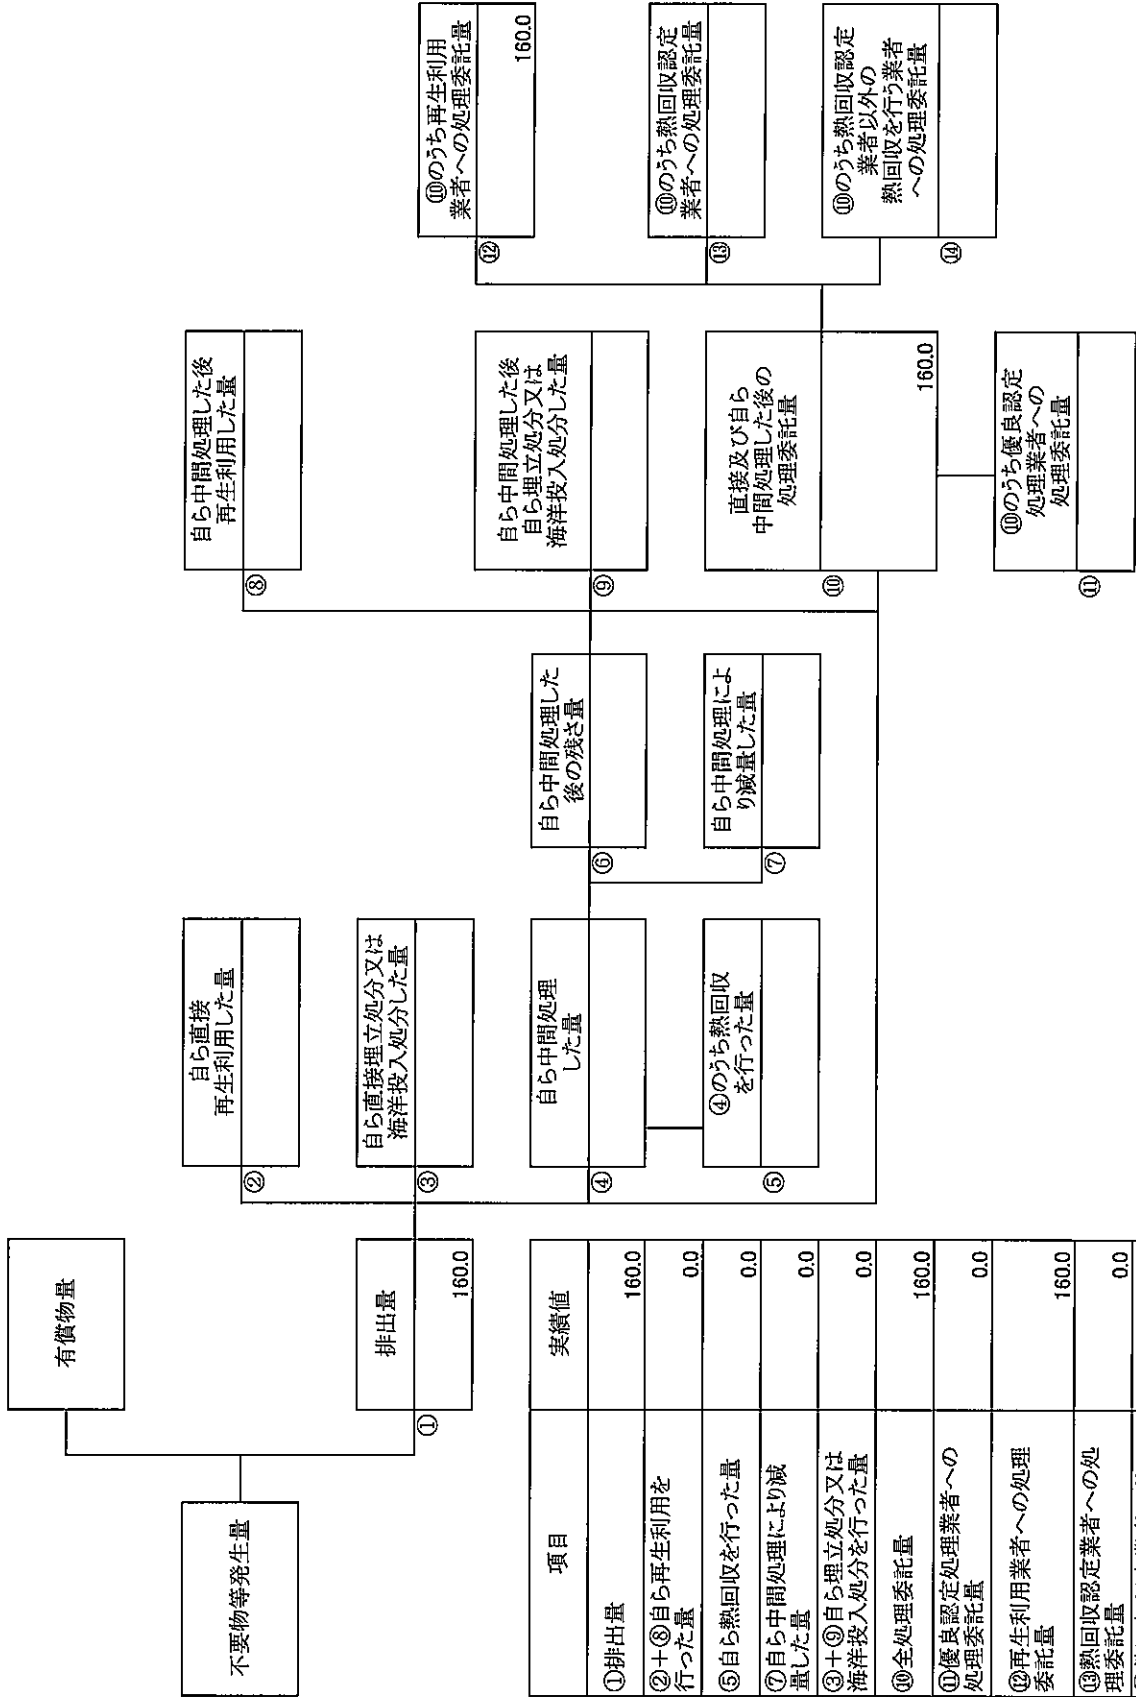 不要物等発生量
有償物量
①
排出量
160.0
②
自ら直接
再生利用した量
③
自ら直接埋立処分又は
海洋投入処分した量
④
自ら中間処理
した量
⑤
④のうち熱回収
を行った量
⑥
自ら中間処理した
後の残さ量
⑦
自ら中間処理によ
り減量した量
⑧
自ら中間処理した後
再生利用した量
⑨
自ら中間処理した後
自ら埋立処分又は
海洋投入処分した量
⑩
直接及び自ら
中間処理した後の
処理委託量
160.0
⑪
⑩のうち優良認定
処理業者への
処理委託量
⑫
⑩のうち再生利用
業者への処理委託量
160.0
⑬
⑩のうち熱回収認定
業者への処理委託量
⑭
⑩のうち熱回収認定
業者以外の
熱回収を行う業者
への処理委託量
項目
実績値
①排出量
160.0
②+⑧自ら再生利用を
行った量
0.0
⑤自ら熱回収を行った量
0.0
⑦自ら中間処理により減
量した量
0.0
③+⑨自ら埋立処分又は
海洋投入処分を行った量
0.0
⑩全処理委託量
160.0
⑪優良認定処理業者への
処理委託量
0.0
⑫再生利用業者への処理
委託量
160.0
⑬熱回収認定業者への処
理委託量
0.0